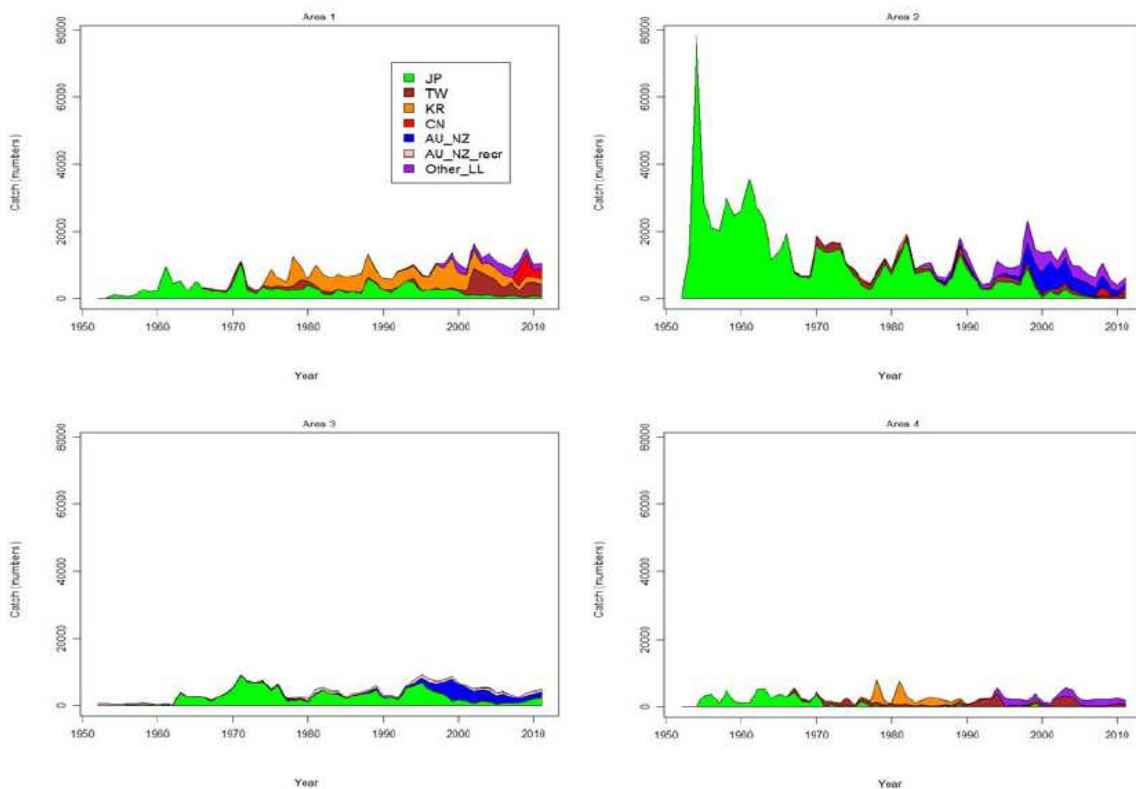 Area 1
80000
60000
40000
20000
0
Catch (numbers)
JP
TW
KR
CN
AU_NZ
AU_NZ_recr
Other_LL
1950 1960 1970 1980 1990 2000 2010
Year
Area 2
80000
60000
40000
20000
0
Catch (numbers)
1950 1960 1970 1980 1990 2000 2010
Year
Area 3
80000
60000
40000
20000
0
Catch (numbers)
1950 1960 1970 1980 1990 2000 2010
Year
Area 4
80000
60000
40000
20000
0
Catch (numbers)
1950 1960 1970 1980 1990 2000 2010
Year